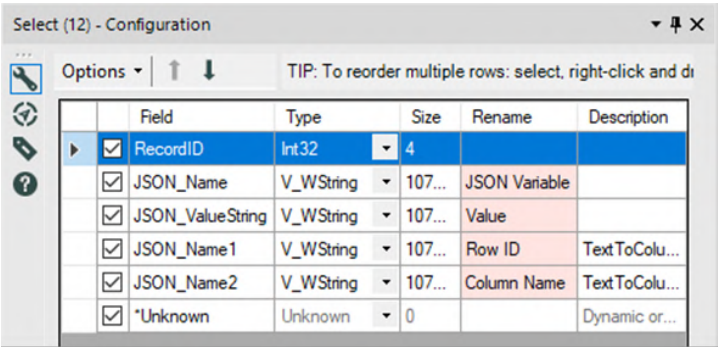 Select (12) - Configuration
Options TIP: To reorder multiple rows: select, right-click and dr
Field Type Size Rename Description
RecordID Int32 4
JSON_Name V_WString 107... JSON Variable
JSON_ValueString V_WString 107... Value
JSON_Name1 V_WString 107... Row ID TextToColu...
JSON_Name2 V_WString 107... Column Name TextToColu...
*Unknown Unknown 0 Dynamic or...